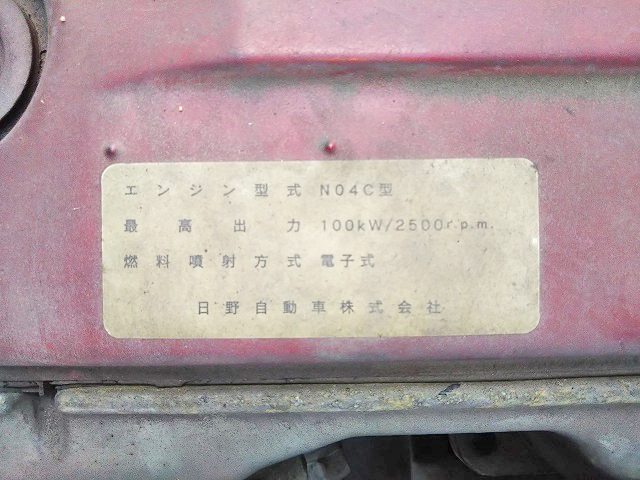 エンジン型式 N04C型
最高出力 100kW/2500r.p.m.
燃料噴射方式 電子式
日野自動車株式会社